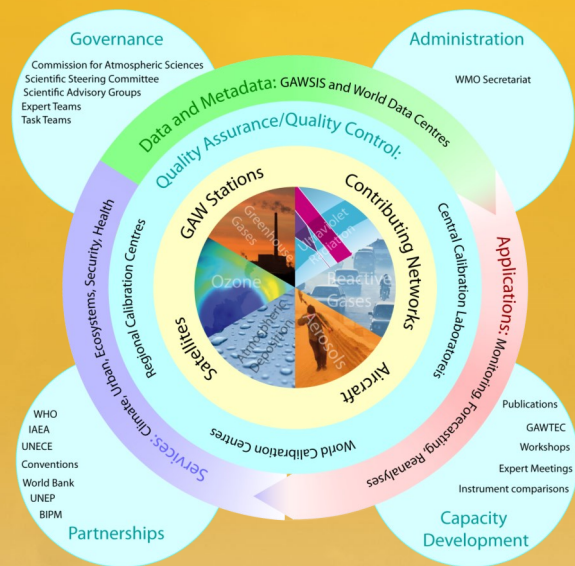 Governance
Commission for Atmospheric Sciences
Scientific Steering Committee
Scientific Advisory Groups
Expert Teams
Task Teams
Administration
WMO Secretariat
Data and Metadata: GAWSIS and World Data Centres
Quality Assurance/Quality Control:
GAW Stations
Contributing Networks
Greenhouse
Gases
Ultraviolet
Radiation
Ozone
Reactive
Gases
Atmospheric
Deposition
Aerosols
Satellites
Aircraft
Regional Calibration Centres
Central Calibration Laboratoreis
World Calibration Centres
Services: Climate, Urban, Ecosystems, Security, Health
Applications: Monitoring, Forecasting, Reanalyses
WHO
IAEA
UNECE
Conventions
World Bank
UNEP
BIPM
Partnerships
Publications
GAWTEC
Workshops
Expert Meetings
Instrument comparisons
Capacity
Development